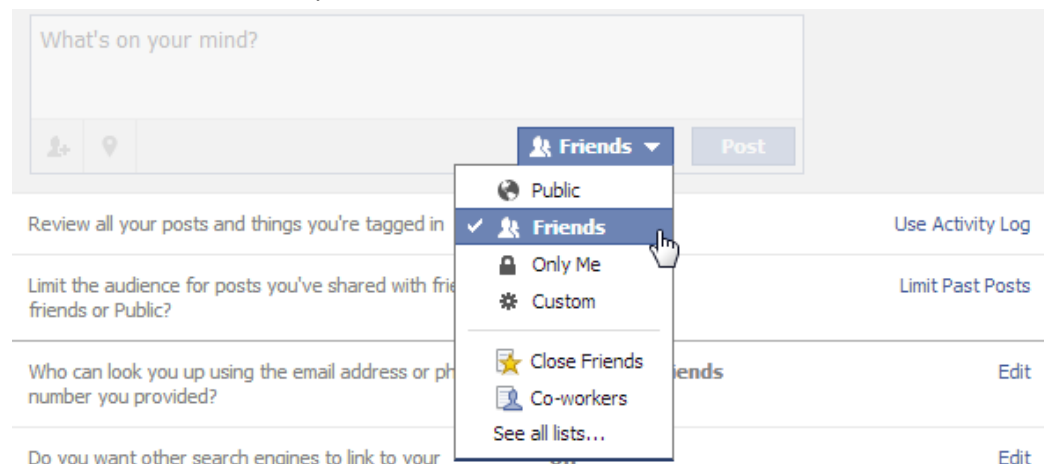 What's on your mind?
Friends Post
Public
Review all your posts and things you're tagged in Friends Use Activity Log
Only Me
Limit the audience for posts you've shared with Limit Past Posts
friends or Public? Custom
Close Friends
Who can look you up using the email address or Edit
number you provided? Co-workers
See all lists...
Do you want other search engines to link to your Edit